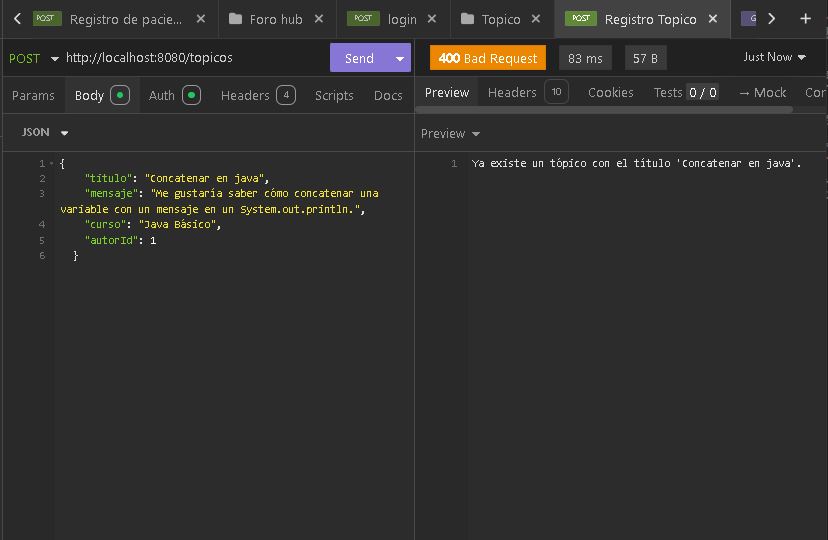 POST Registro de pacie... Foro hub POST login Topico POST Registro Topico G
POST http://localhost:8080/topicos Send 400 Bad Request 83 ms 57 B Just Now
Params Body Auth Headers 4 Scripts Docs Preview Headers 10 Cookies Tests 0 / 0 → Mock Con
JSON Preview
1 {
2 "titulo": "Concatenar en java",
3 "mensaje": "Me gustaría saber cómo concatenar una
variable con un mensaje en un System.out.println.",
4 "curso": "Java Básico",
5 "autorId": 1
6 }
1 Ya existe un tópico con el título 'Concatenar en java'.